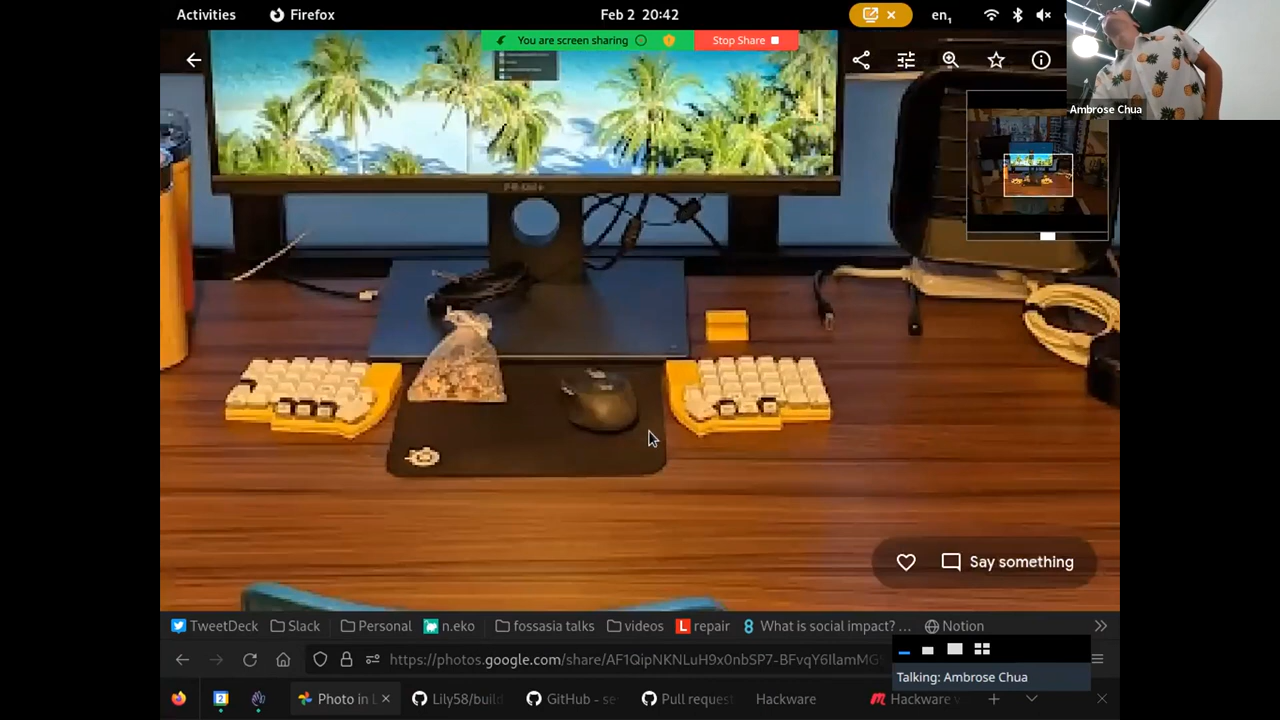 Activities Firefox Feb 2 20:42 en1
You are screen sharing Stop Share
Ambrose Chua
Say something
TweetDeck Slack Personal n.eko fossasia talks videos repair What is social impact? ... Notion
https://photos.google.com/share/AF1QipNKNLuH9x0nbSP7-BFvqY6IlamMG
Talking: Ambrose Chua
Photo in L Lily58/build GitHub - se Pull reques Hackware Hackware v